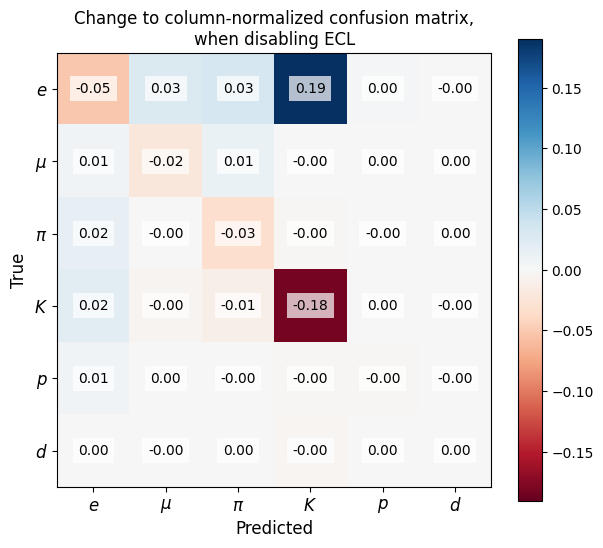 Change to column-normalized confusion matrix,
when disabling ECL
e -0.05 0.03 0.03 0.19 0.00 -0.00
μ 0.01 -0.02 0.01 -0.00 0.00 0.00
π 0.02 -0.00 -0.03 -0.00 -0.00 0.00
K 0.02 -0.00 -0.01 -0.18 0.00 -0.00
p 0.01 0.00 -0.00 -0.00 -0.00 -0.00
d 0.00 -0.00 0.00 -0.00 0.00 0.00
e μ π K p d
Predicted
True
0.15
0.10
0.05
0.00
−0.05
−0.10
−0.15